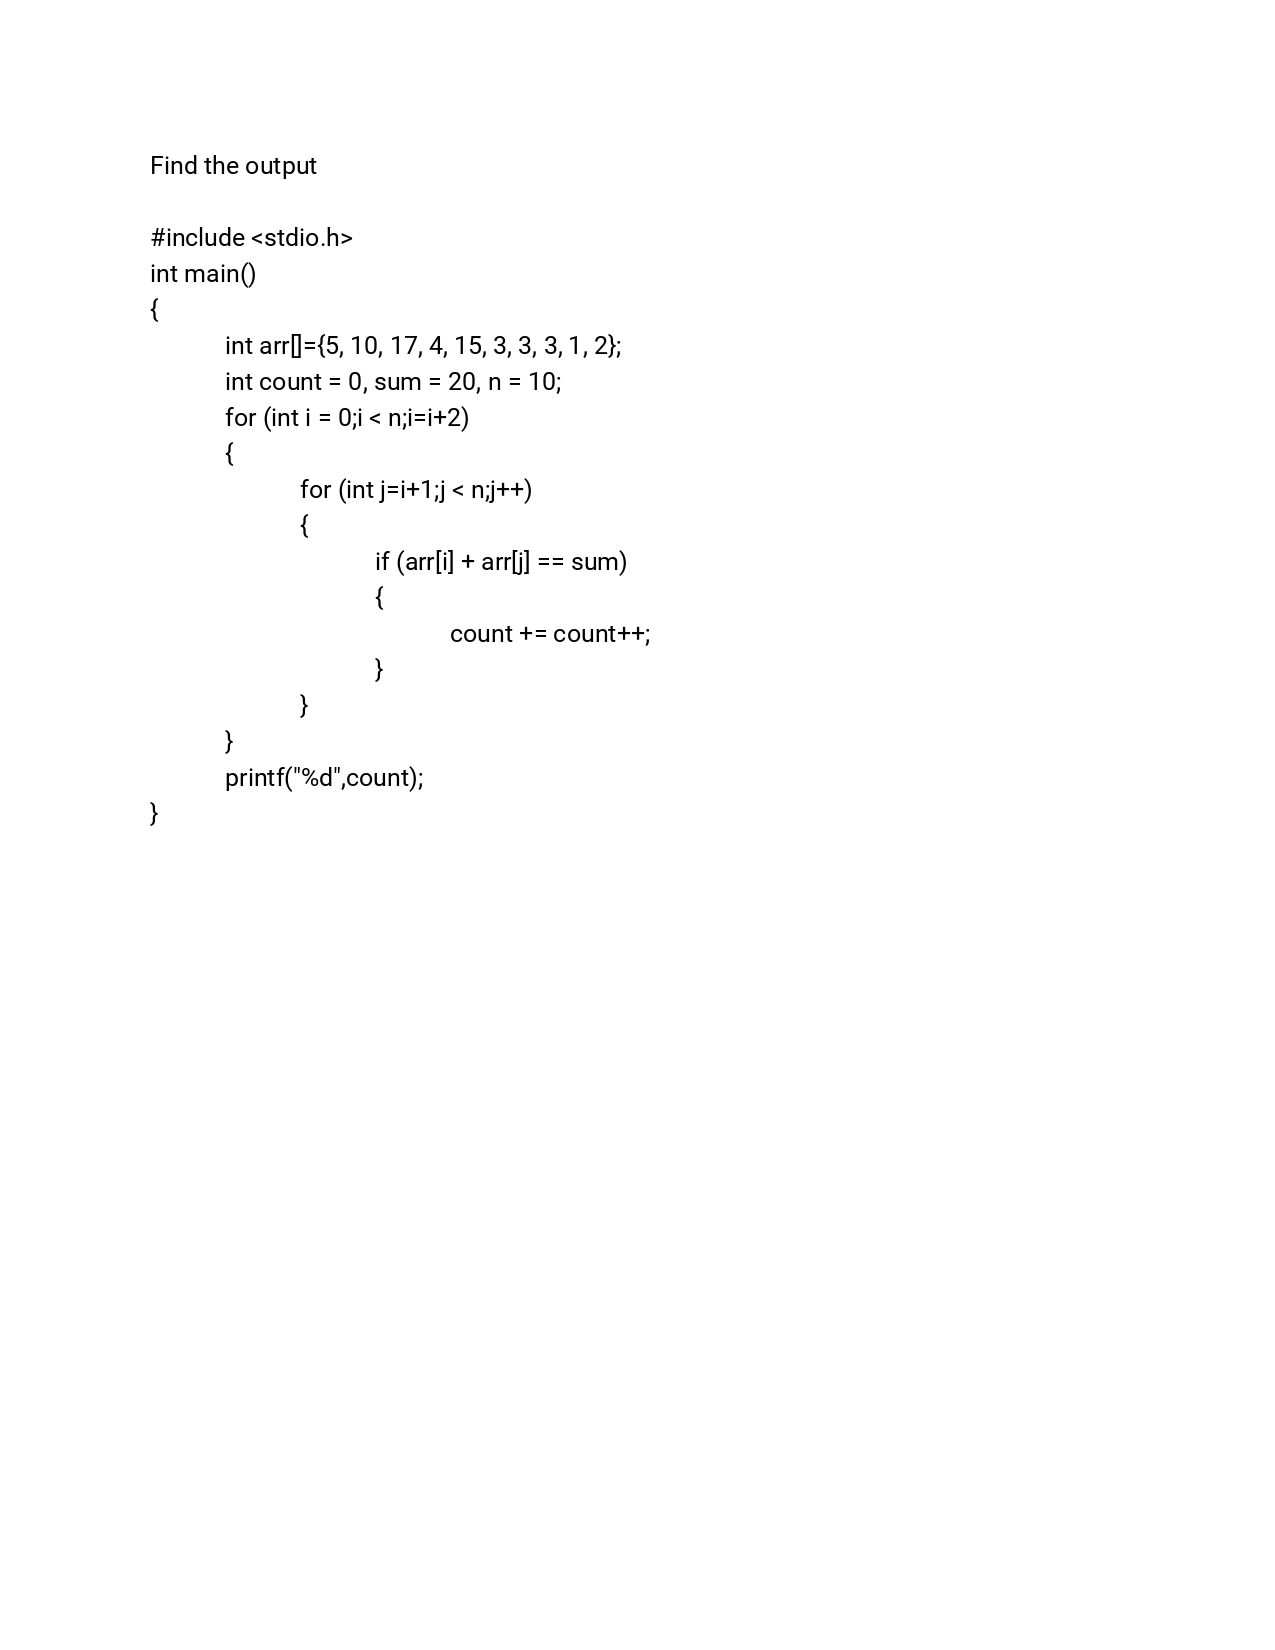 Find the output
#include <stdio.h>
int main()
{
int arr[]={5, 10, 17, 4, 15, 3, 3, 3, 1, 2};
int count = 0, sum = 20, n = 10;
for (int i = 0;i < n;i=i+2)
{
for (int j=i+1;j < n;j++)
{
if (arr[i] + arr[j] == sum)
{
count += count++;
}
}
}
printf("%d",count);
}